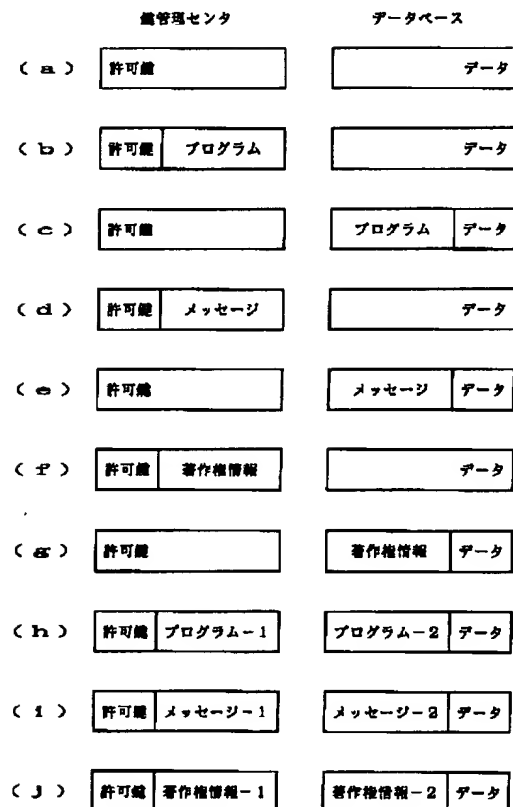 鍵管理センタ データベース
(a) 許可鍵 データ
(b) 許可鍵 プログラム データ
(c) 許可鍵 プログラム データ
(d) 許可鍵 メッセージ データ
(e) 許可鍵 メッセージ データ
(f) 許可鍵 著作権情報 データ
(g) 許可鍵 著作権情報 データ
(h) 許可鍵 プログラム-1 プログラム-2 データ
(i) 許可鍵 メッセージ-1 メッセージ-2 データ
(j) 許可鍵 著作権情報-1 著作権情報-2 データ